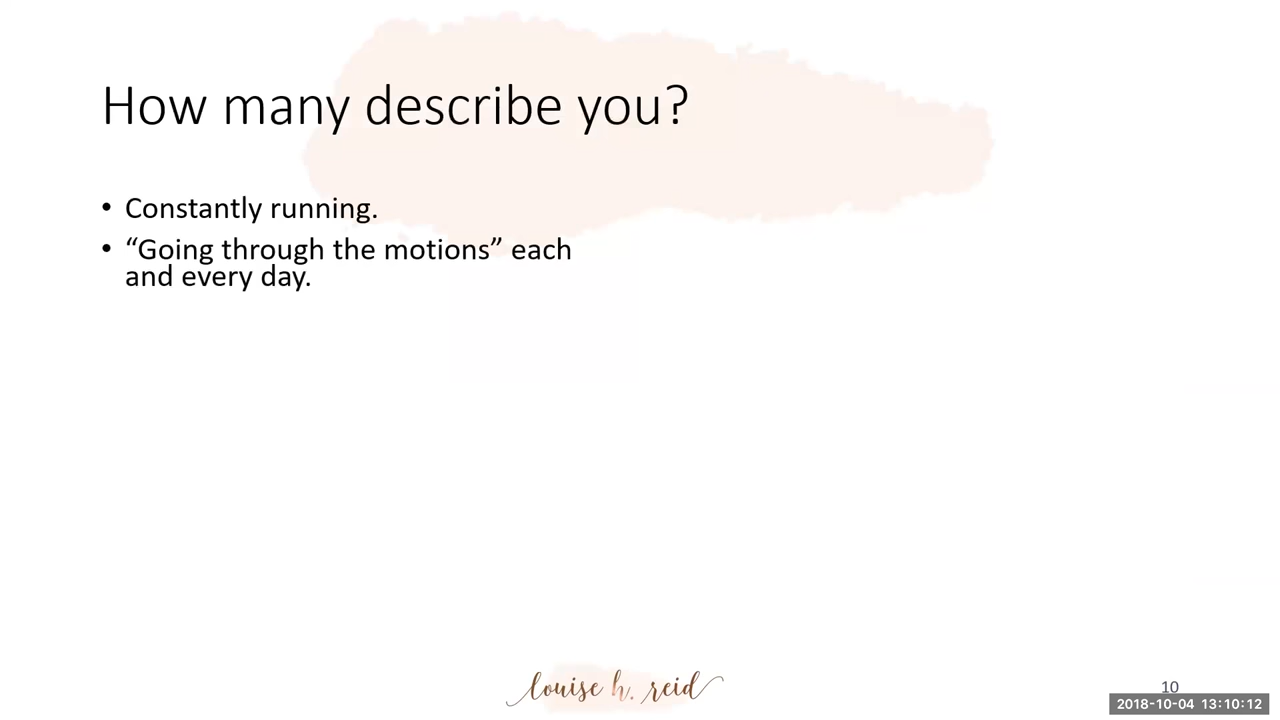 How many describe you?
• Constantly running.
• “Going through the motions” each
and every day.
louise h. reid
10
2018-10-04 13:10:12